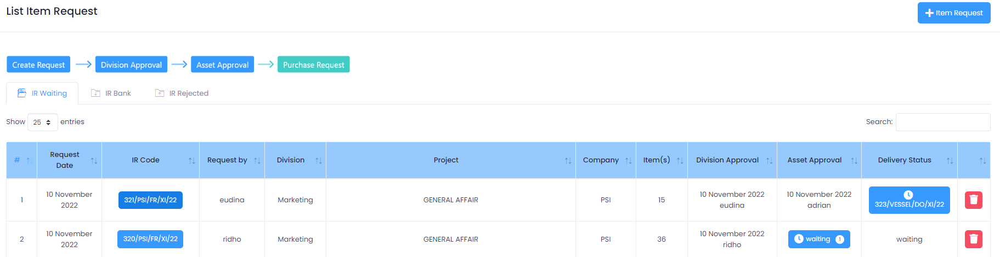 List Item Request
Item Request
Create Request
Division Approval
Asset Approval
Purchase Request
IR Waiting
IR Bank
IR Rejected
Show 25 entries
Search:
#
Request
Date
IR Code
Request by
Division
Project
Company
Item(s)
Division Approval
Asset Approval
Delivery Status
1
10 November
2022
321/PSI/FR/XI/22
eudina
Marketing
GENERAL AFFAIR
PSI
15
10 November 2022
eudina
10 November 2022
adrian
323/VESSEL/DO/XI/22
2
10 November
2022
320/PSI/FR/XI/22
ridho
Marketing
GENERAL AFFAIR
PSI
36
10 November 2022
ridho
waiting 1
waiting